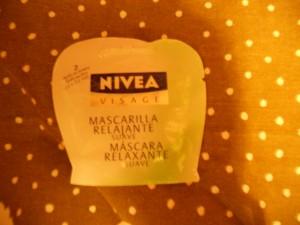 NIVEA
VISAGE
MASCARILLA
RELAJANTE
SUAVE
MÁSCARA
RELAXANTE
SUAVE